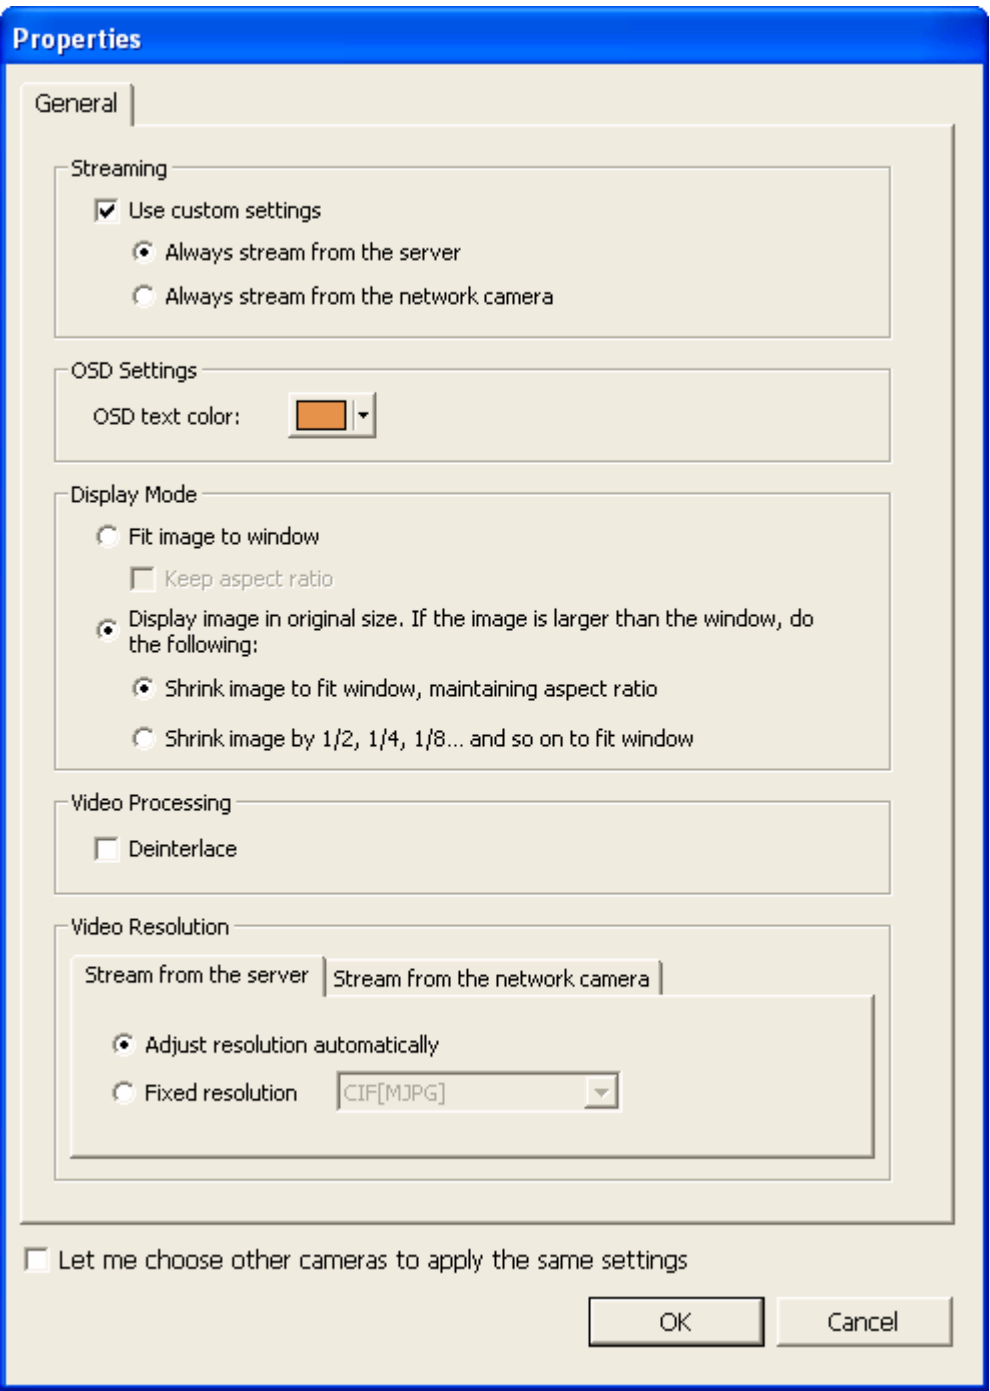 Properties
General
Streaming
Use custom settings
Always stream from the server
Always stream from the network camera
OSD Settings
OSD text color:
Display Mode
Fit image to window
Keep aspect ratio
Display image in original size. If the image is larger than the window, do
the following:
Shrink image to fit window, maintaining aspect ratio
Shrink image by 1/2, 1/4, 1/8... and so on to fit window
Video Processing
Deinterlace
Video Resolution
Stream from the server
Stream from the network camera
Adjust resolution automatically
Fixed resolution CIF[MJPG]
Let me choose other cameras to apply the same settings
OK Cancel